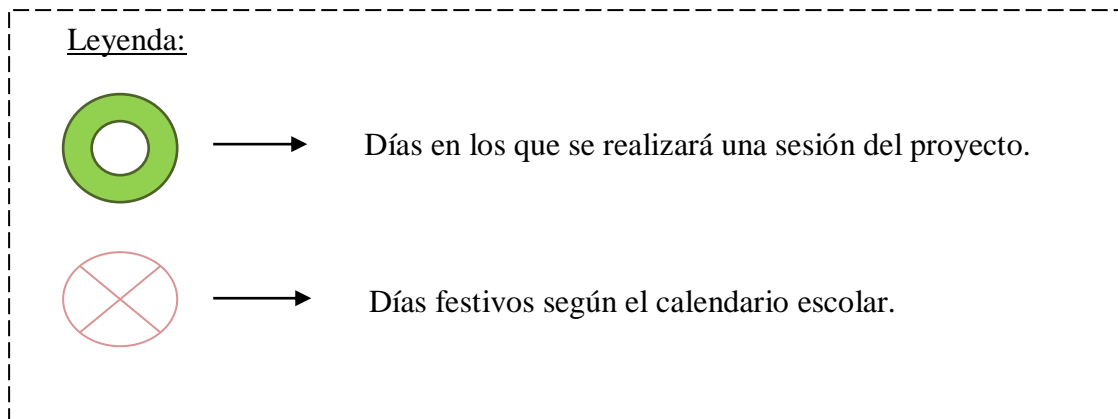 Leyenda:
Días en los que se realizará una sesión del proyecto.
Días festivos según el calendario escolar.